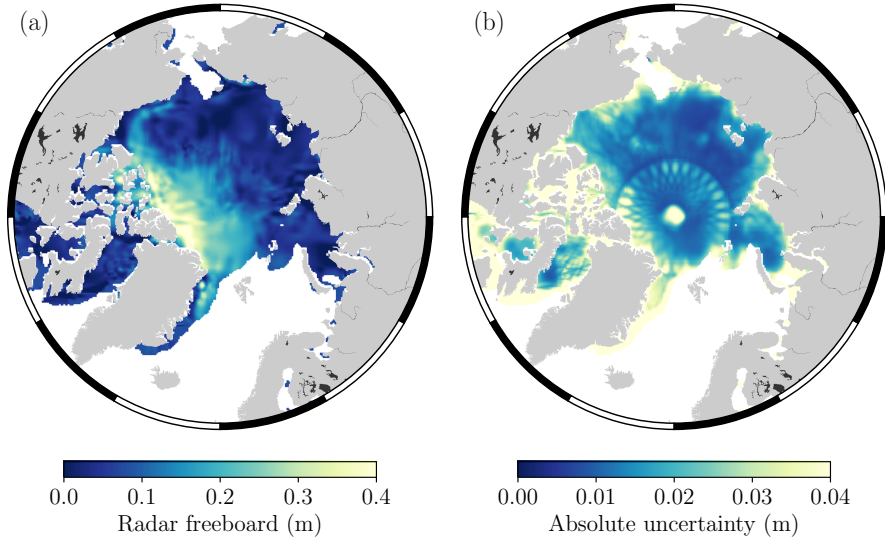 (a)
(b)
0.0 0.1 0.2 0.3 0.4
Radar freeboard (m)
0.00 0.01 0.02 0.03 0.04
Absolute uncertainty (m)